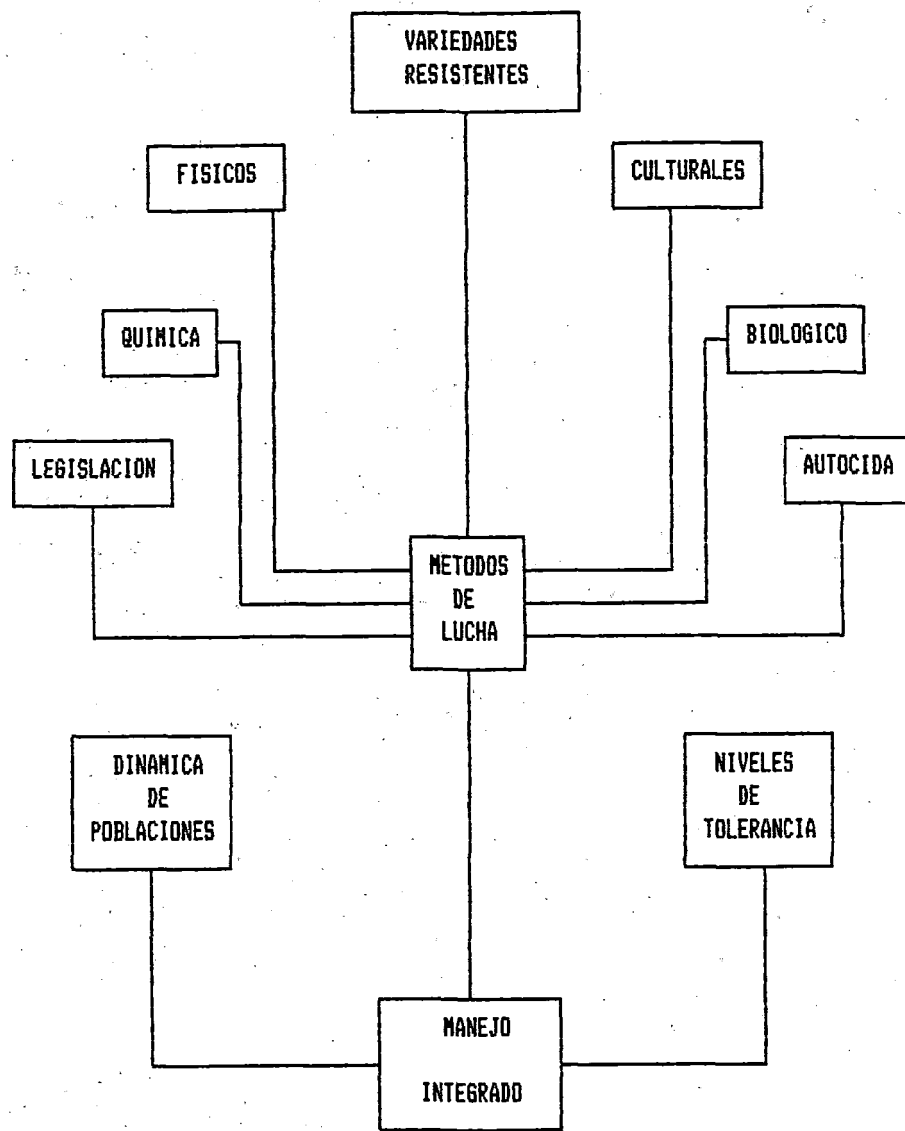 VARIEDADES
RESISTENTES
FISICOS
CULTURALES
QUIMICA
BIOLOGICO
LEGISLACION
AUTOCIDA
METODOS
DE
LUCHA
DINAMICA
DE
POBLACIONES
NIVELES
DE
TOLERANCIA
MANEJO
INTEGRADO